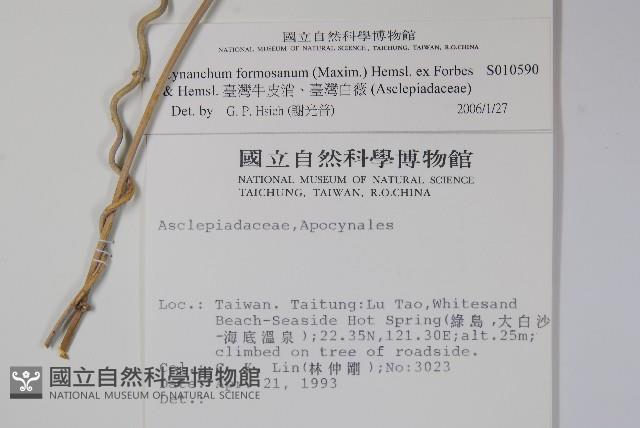 國立自然科學博物館
NATIONAL MUSEUM OF NATURAL SCIENCE, TAICHUNG, TAIWAN, R.O.CHINA
ynanchum formosanum (Maxim.) Hemsl. ex Forbes S010590
& Hemsl. 臺灣牛皮消、臺灣白薇 (Asclepiadaceae)
Det. by G. P. Hsieh (謝光普) 2006/1/27
國立自然科學博物館
NATIONAL MUSEUM OF NATURAL SCIENCE
TAICHUNG, TAIWAN, R.O.CHINA
Asclepiadaceae,Apocynales
Loc.: Taiwan. Taitung:Lu Tao,Whitesand
Beach-Seaside Hot Spring(綠島,大白沙
-海底溫泉);22.35N,121.30E;alt.25m;
climbed on tree of roadside.
Col.: C. K. Lin(林仲剛);No:3023
Date: Apr.21, 1993
Det.:
國立自然科學博物館
NATIONAL MUSEUM OF NATURAL SCIENCE